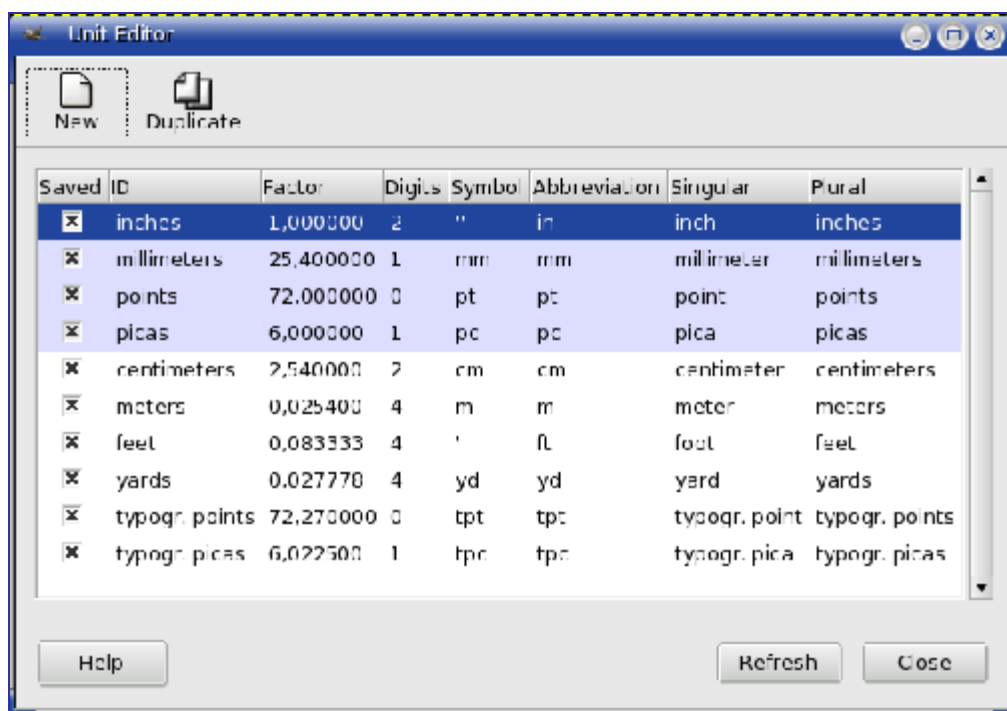 Unit Editor
New Duplicate
Saved ID Factor Digits Symbol Abbreviation Singular Plural
inches 1,000000 2 " in inch inches
millimeters 25,400000 1 mm mm millimeter millimeters
points 72,000000 0 pt pt point points
picas 6,000000 1 pc pc pica picas
centimeters 2,540000 2 cm cm centimeter centimeters
meters 0,025400 4 m m meter meters
feet 0,083333 4 ' ft foot feet
yards 0,027778 4 yd yd yard yards
typogr. points 72,270000 0 tpt tpt typogr. point typogr. points
typogr. picas 6,022500 1 tpc tpc typogr. pica typogr. picas
Help Refresh Close